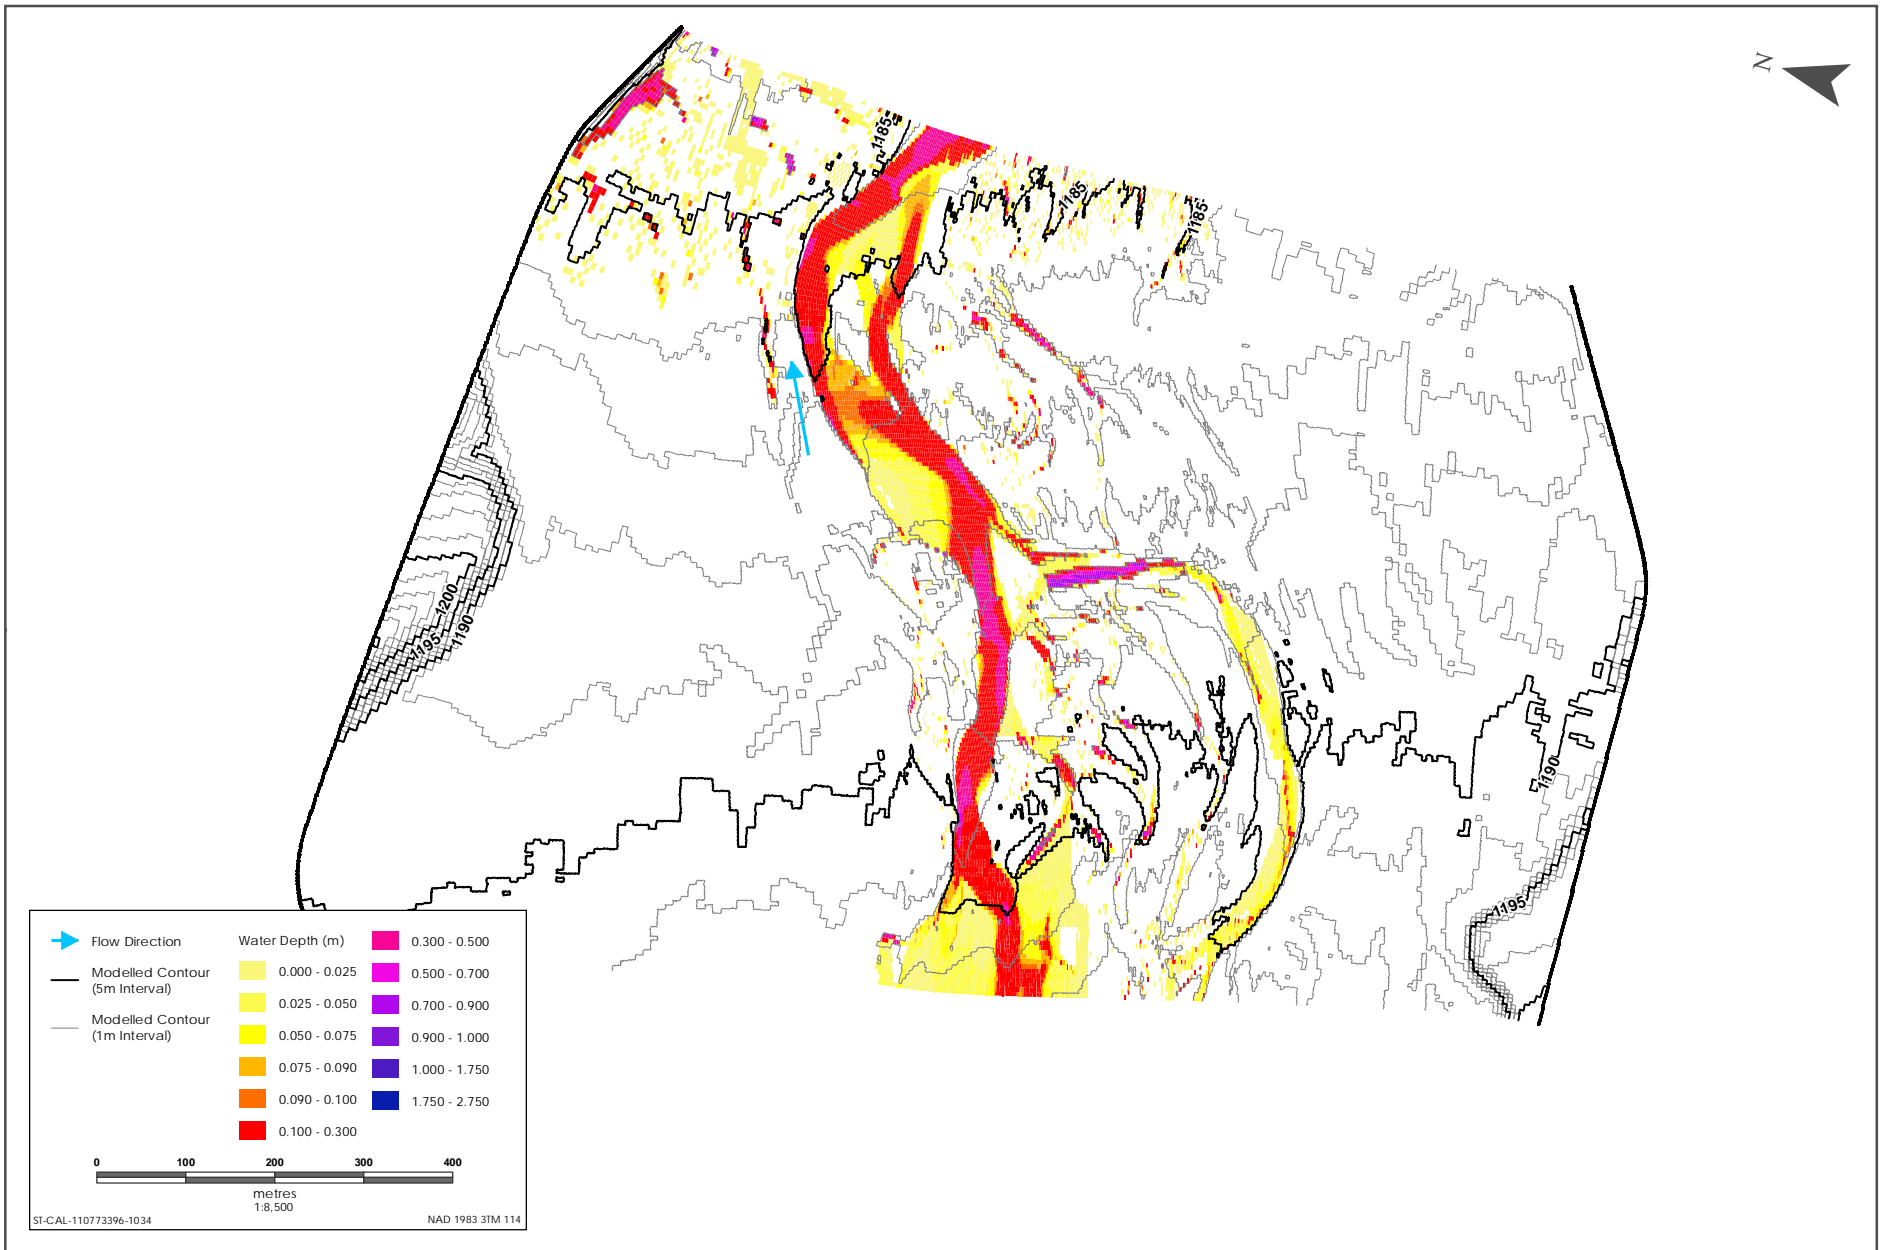 N
1185
1185
1185
1200
1195
1190
1190
1195
Flow Direction
Modelled Contour
(5m Interval)
Modelled Contour
(1m Interval)
Water Depth (m)
0.000 - 0.025
0.025 - 0.050
0.050 - 0.075
0.075 - 0.090
0.090 - 0.100
0.100 - 0.300
0.300 - 0.500
0.500 - 0.700
0.700 - 0.900
0.900 - 1.000
1.000 - 1.750
1.750 - 2.750
0 100 200 300 400
metres
1:8,500
ST-CAL-110773396-1034
NAD 1983 3TM 114